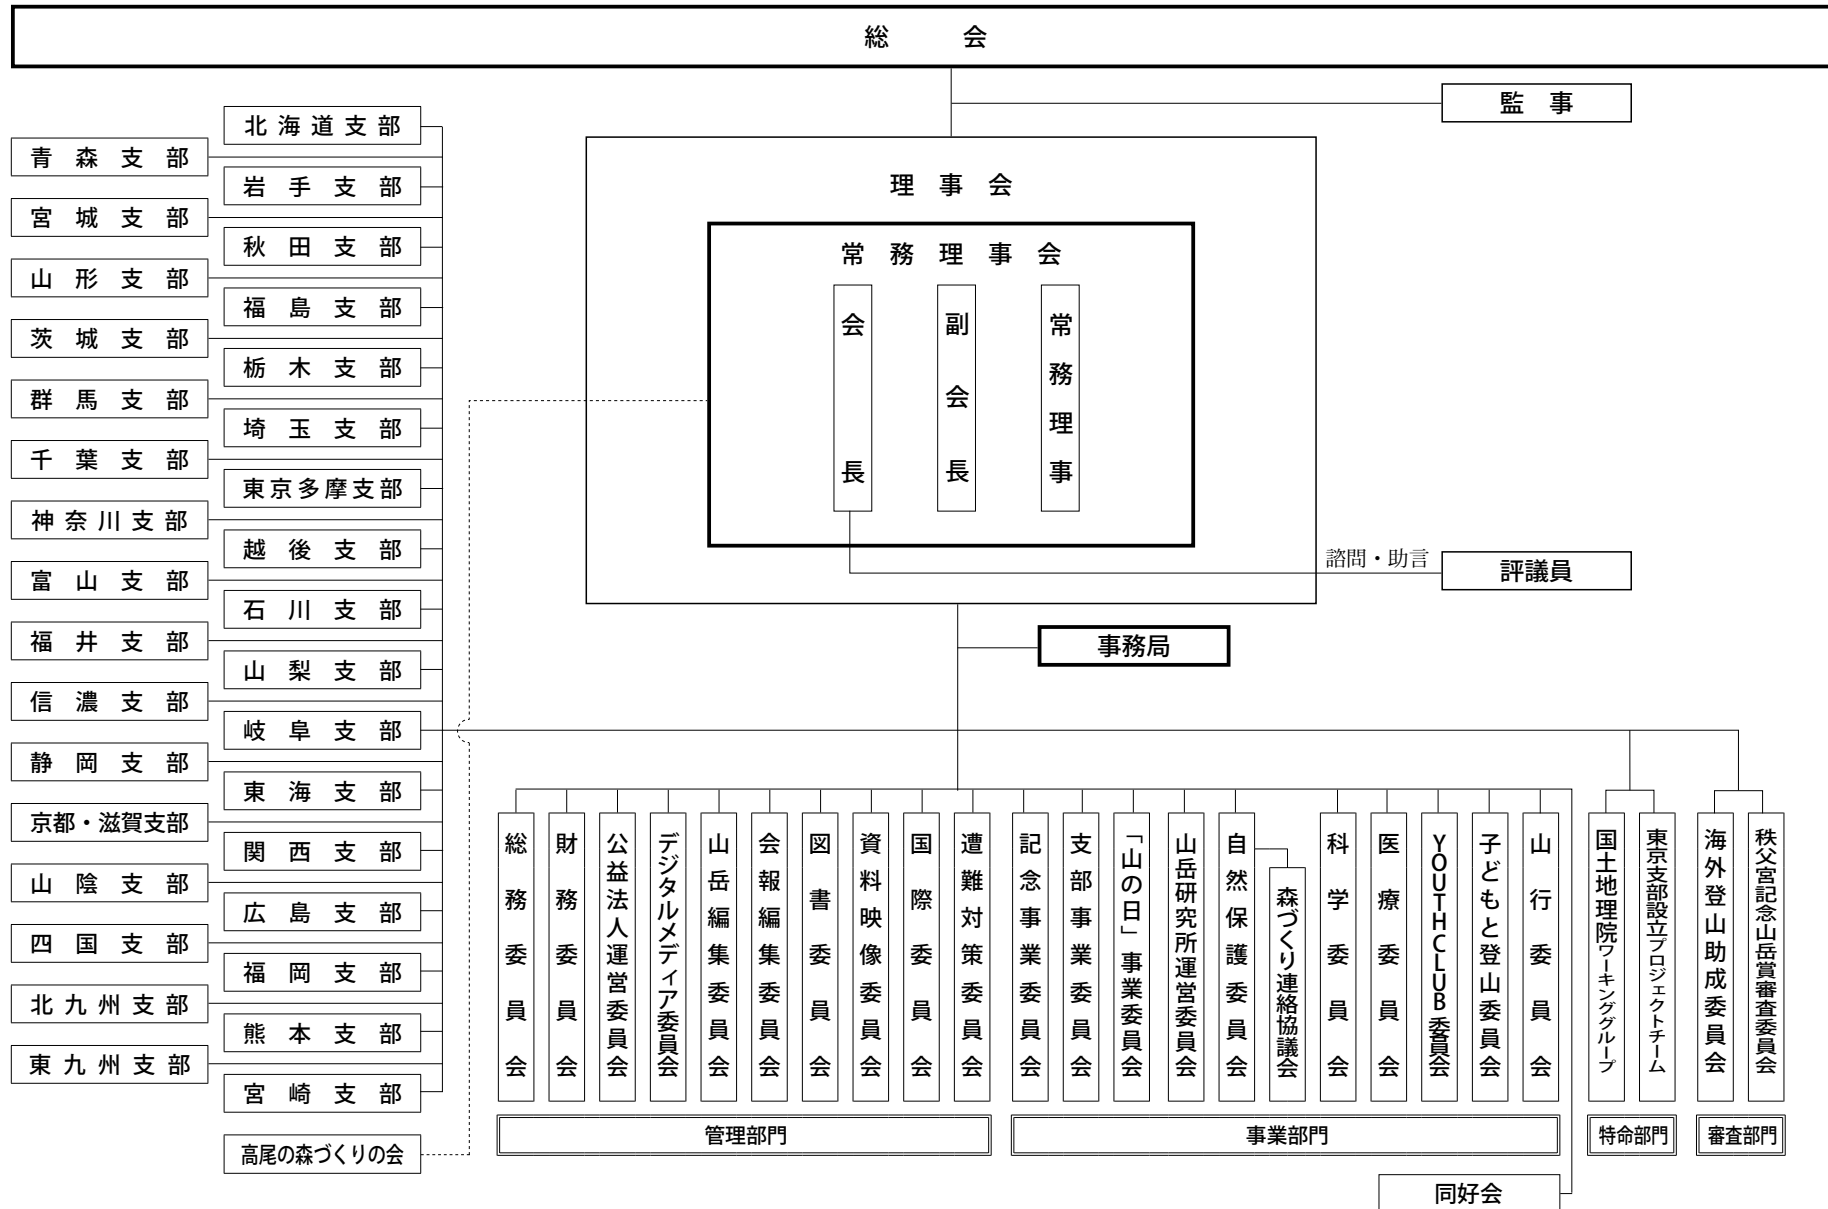 総会
監事
理事会
常務理事会
会長
副会長
常務理事
諮問・助言
評議員
事務局
北海道支部
青森支部
岩手支部
宮城支部
秋田支部
山形支部
福島支部
茨城支部
栃木支部
群馬支部
埼玉支部
千葉支部
東京多摩支部
神奈川支部
越後支部
富山支部
石川支部
福井支部
山梨支部
信濃支部
岐阜支部
静岡支部
東海支部
京都・滋賀支部
関西支部
山陰支部
広島支部
四国支部
福岡支部
北九州支部
熊本支部
東九州支部
宮崎支部
高尾の森づくりの会
総務委員会
財務委員会
公益法人運営委員会
デジタルメディア委員会
山岳編集委員会
会報編集委員会
図書委員会
資料映像委員会
国際委員会
遭難対策委員会
記念事業委員会
支部事業委員会
「山の日」事業委員会
山岳研究所運営委員会
自然保護委員会
森づくり連絡協議会
科学委員会
医療委員会
YOUTH CLUB委員会
子どもと登山委員会
山行委員会
国土地理院ワーキンググループ
東京支部設立プロジェクトチーム
海外登山助成委員会
秩父宮記念山岳賞審査委員会
管理部門
事業部門
特命部門
審査部門
同好会